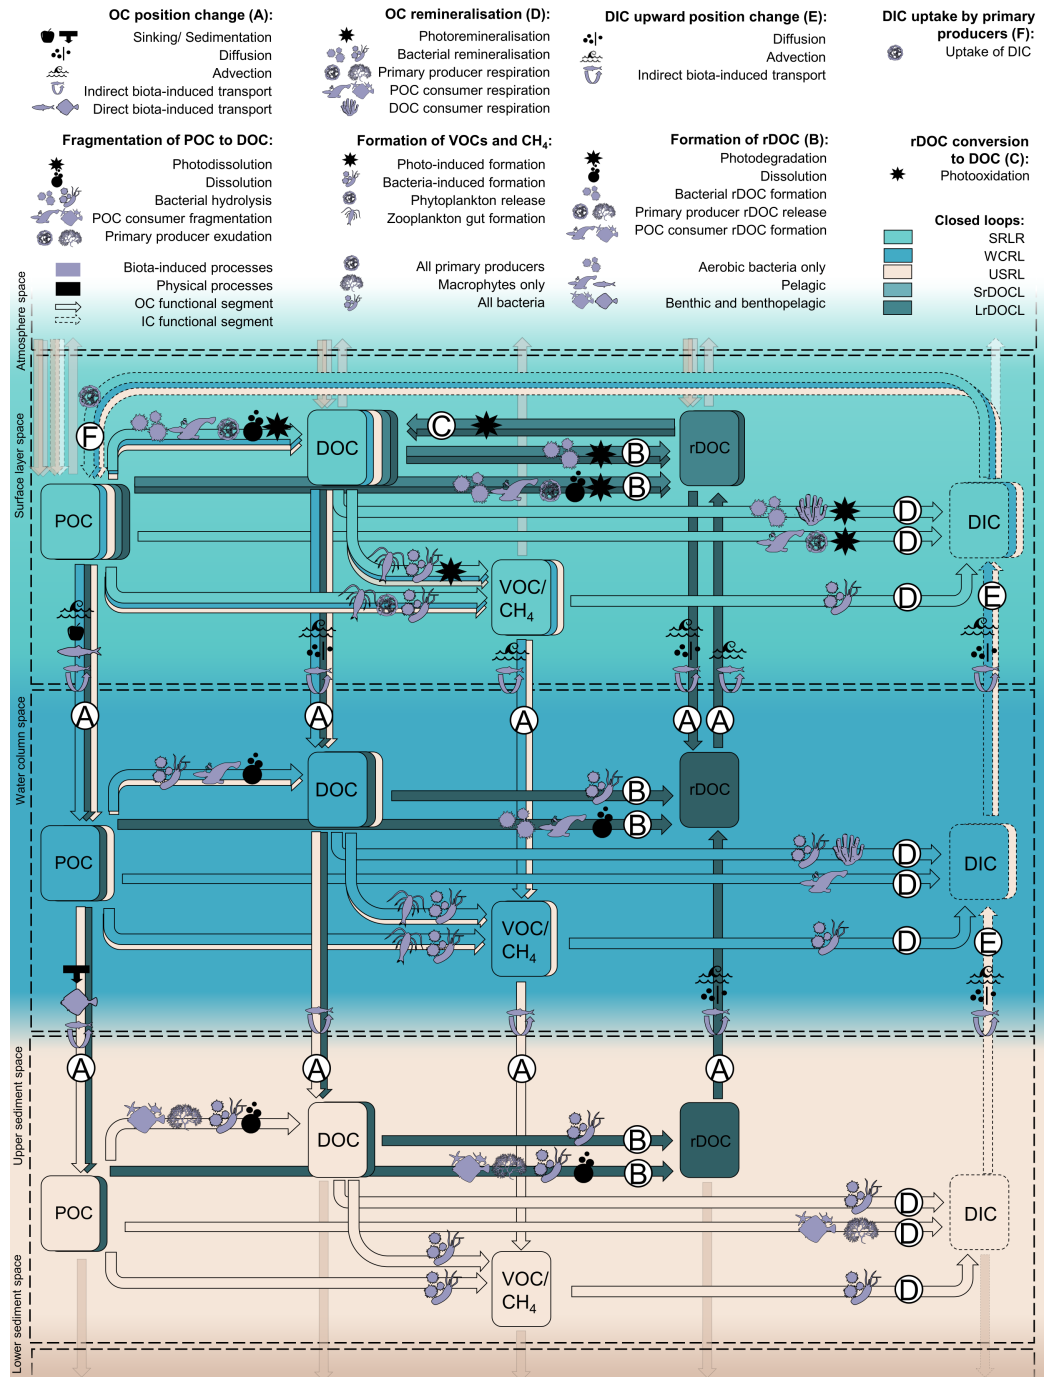 OC position change (A):
Sinking/ Sedimentation
Diffusion
Advection
Indirect biota-induced transport
Direct biota-induced transport
OC remineralisation (D):
Photoremineralisation
Bacterial remineralisation
Primary producer respiration
POC consumer respiration
DOC consumer respiration
DIC upward position change (E):
Diffusion
Advection
Indirect biota-induced transport
DIC uptake by primary
producers (F):
Uptake of DIC
Fragmentation of POC to DOC:
Photodissolution
Dissolution
Bacterial hydrolysis
POC consumer fragmentation
Primary producer exudation
Formation of VOCs and CH4:
Photo-induced formation
Bacteria-induced formation
Phytoplankton release
Zooplankton gut formation
Formation of rDOC (B):
Photodegradation
Dissolution
Bacterial rDOC formation
Primary producer rDOC release
POC consumer rDOC formation
rDOC conversion
to DOC (C):
Photooxidation
Biota-induced processes
Physical processes
OC functional segment
IC functional segment
All primary producers
Macrophytes only
All bacteria
Aerobic bacteria only
Pelagic
Benthic and benthopelagic
Closed loops:
SRLR
WCRL
USRL
SrDOCL
LrDOCL
Atmosphere space
Surface layer space
F
DOC
C
rDOC
B
B
POC
D
DIC
D
VOC/
CH4
D
E
A
A
A
A
A
Water column space
DOC
B
rDOC
B
POC
D
DIC
D
VOC/
CH4
D
E
A
A
A
A
Upper sediment space
DOC
B
rDOC
B
POC
D
DIC
D
VOC/
CH4
D
Lower sediment space